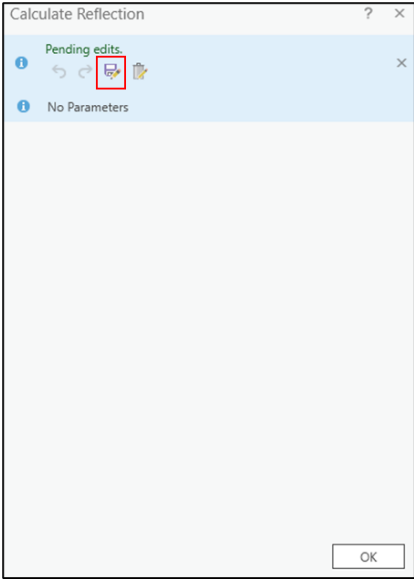 Calculate Reflection ? ×
Pending edits.
No Parameters
OK